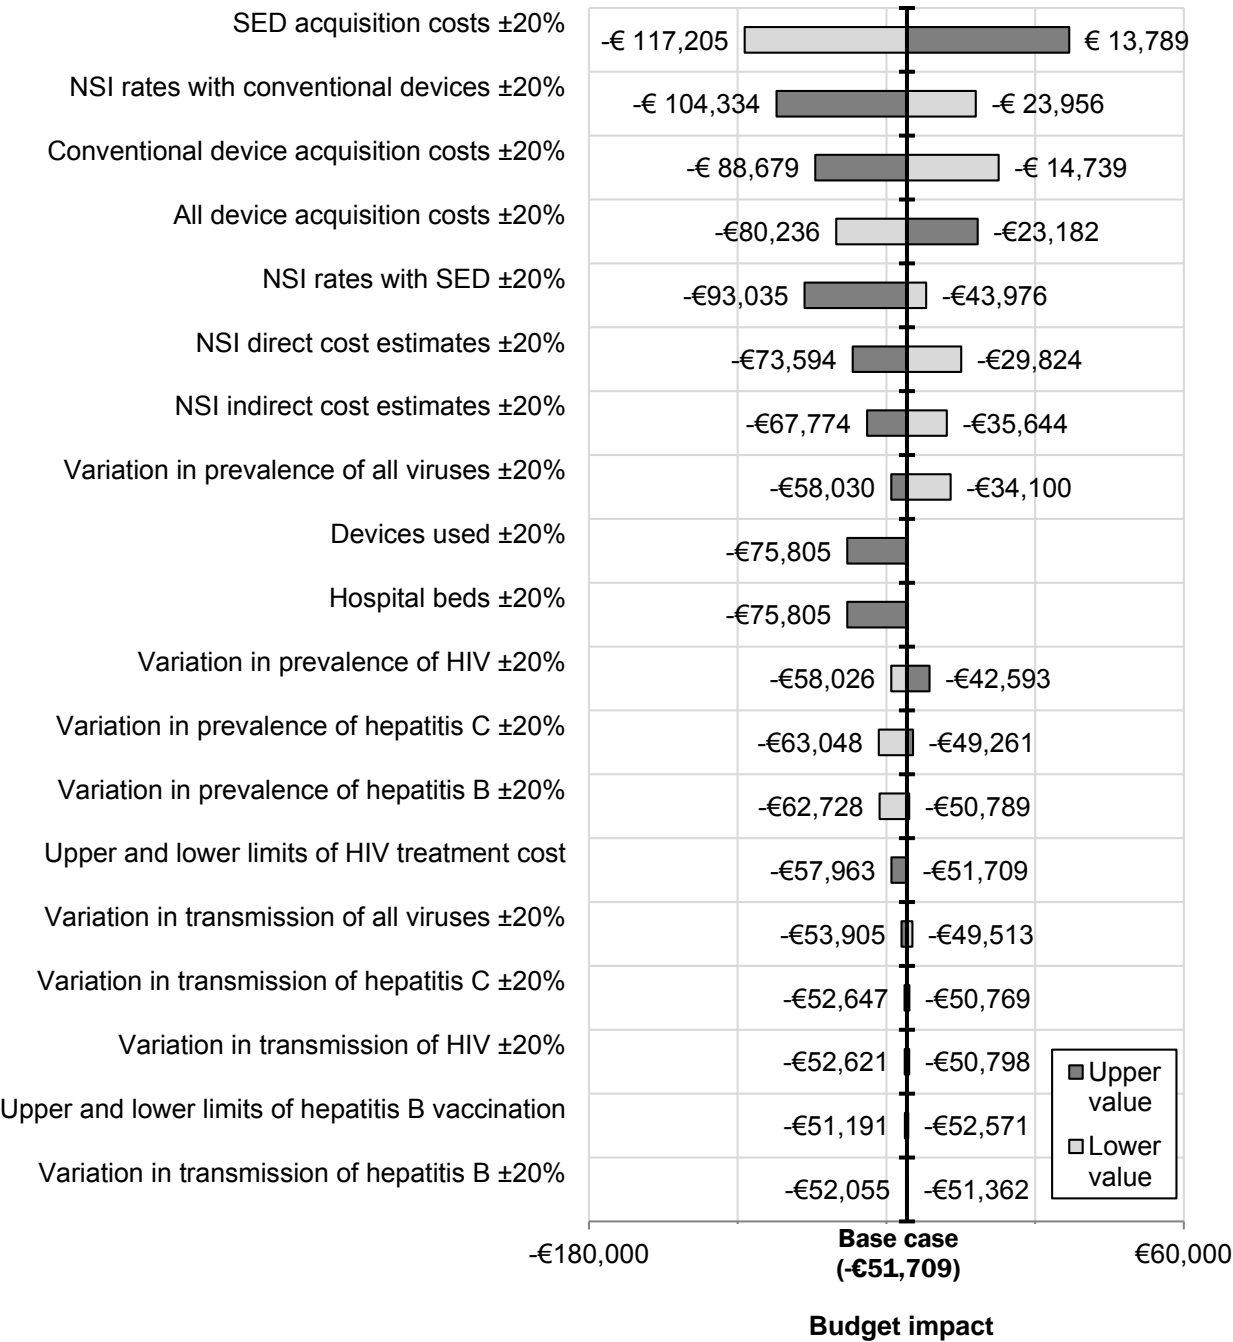 SED acquisition costs ±20%
-€ 117,205
€ 13,789
NSI rates with conventional devices ±20%
-€ 104,334
-€ 23,956
Conventional device acquisition costs ±20%
-€ 88,679
-€ 14,739
All device acquisition costs ±20%
-€80,236
-€23,182
NSI rates with SED ±20%
-€93,035
-€43,976
NSI direct cost estimates ±20%
-€73,594
-€29,824
NSI indirect cost estimates ±20%
-€67,774
-€35,644
Variation in prevalence of all viruses ±20%
-€58,030
-€34,100
Devices used ±20%
-€75,805
Hospital beds ±20%
-€75,805
Variation in prevalence of HIV ±20%
-€58,026
-€42,593
Variation in prevalence of hepatitis C ±20%
-€63,048
-€49,261
Variation in prevalence of hepatitis B ±20%
-€62,728
-€50,789
Upper and lower limits of HIV treatment cost
-€57,963
-€51,709
Variation in transmission of all viruses ±20%
-€53,905
-€49,513
Variation in transmission of hepatitis C ±20%
-€52,647
-€50,769
Variation in transmission of HIV ±20%
-€52,621
-€50,798
Upper and lower limits of hepatitis B vaccination
-€51,191
-€52,571
Variation in transmission of hepatitis B ±20%
-€52,055
-€51,362
Upper
value
Lower
value
-€180,000
Base case
(-€51,709)
€60,000
Budget impact